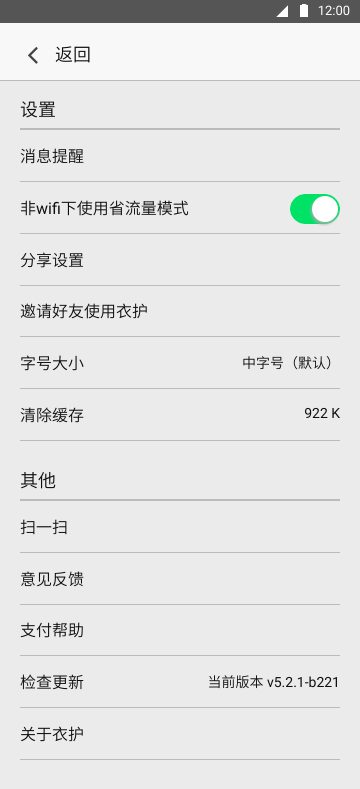 12:00
返回
设置
消息提醒
非wifi下使用省流量模式
分享设置
邀请好友使用衣护
字号大小 中字号（默认）
清除缓存 922 K
其他
扫一扫
意见反馈
支付帮助
检查更新 当前版本 v5.2.1-b221
关于衣护